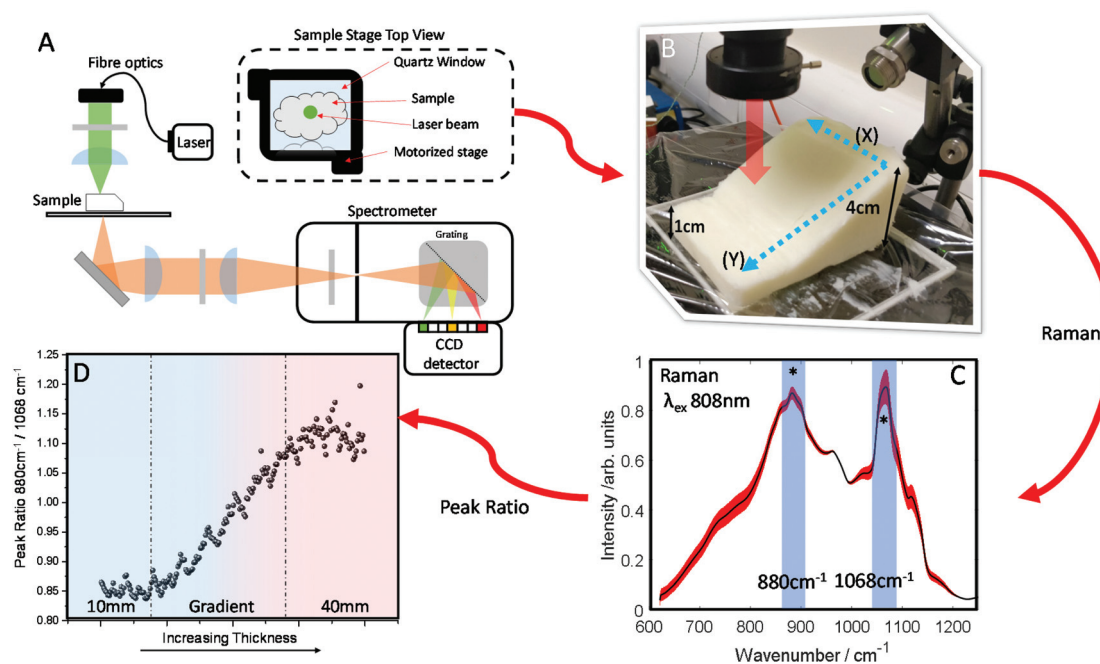 A
Sample Stage Top View
Fibre optics
Quartz Window
Sample
Laser beam
Motorized stage
Laser
Sample
Spectrometer
Grating
CCD
detector
B
(X)
4cm
1cm
(Y)
Raman
D
1.25
1.20
1.15
1.10
1.05
1.00
0.95
0.90
0.85
0.80
Peak Ratio 880cm⁻¹ / 1068 cm⁻¹
10mm
Gradient
40mm
Increasing Thickness
Peak Ratio
C
Raman
λex 808nm
1
0.8
0.6
0.4
0.2
0
Intensity /arb. units
*
*
880cm⁻¹
1068cm⁻¹
600 700 800 900 1000 1100 1200
Wavenumber / cm⁻¹